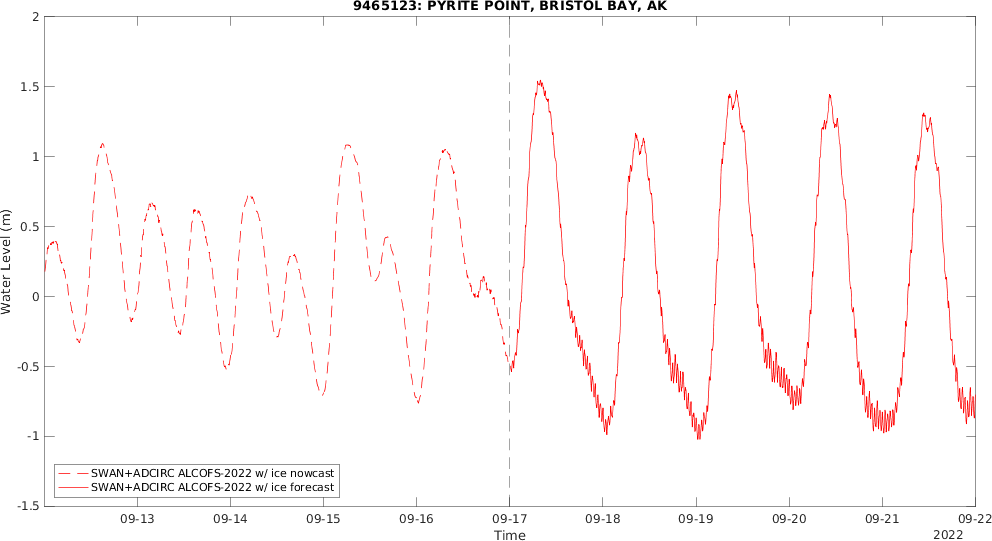 9465123: PYRITE POINT, BRISTOL BAY, AK
2
1.5
1
0.5
0
-0.5
-1
-1.5
Water Level (m)
SWAN+ADCIRC ALCOFS-2022 w/ ice nowcast
SWAN+ADCIRC ALCOFS-2022 w/ ice forecast
09-13 09-14 09-15 09-16 09-17 09-18 09-19 09-20 09-21 09-22
Time
2022